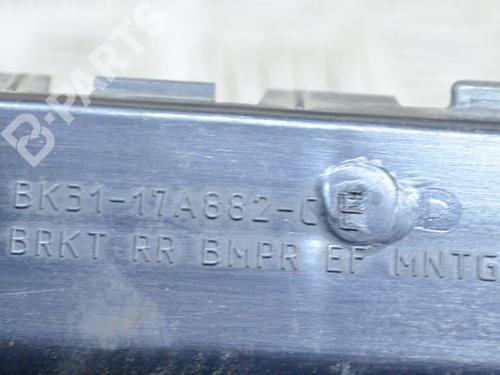 B-PARTS
BK31-17A882-C
BRKT RR BMPR EF MNTG